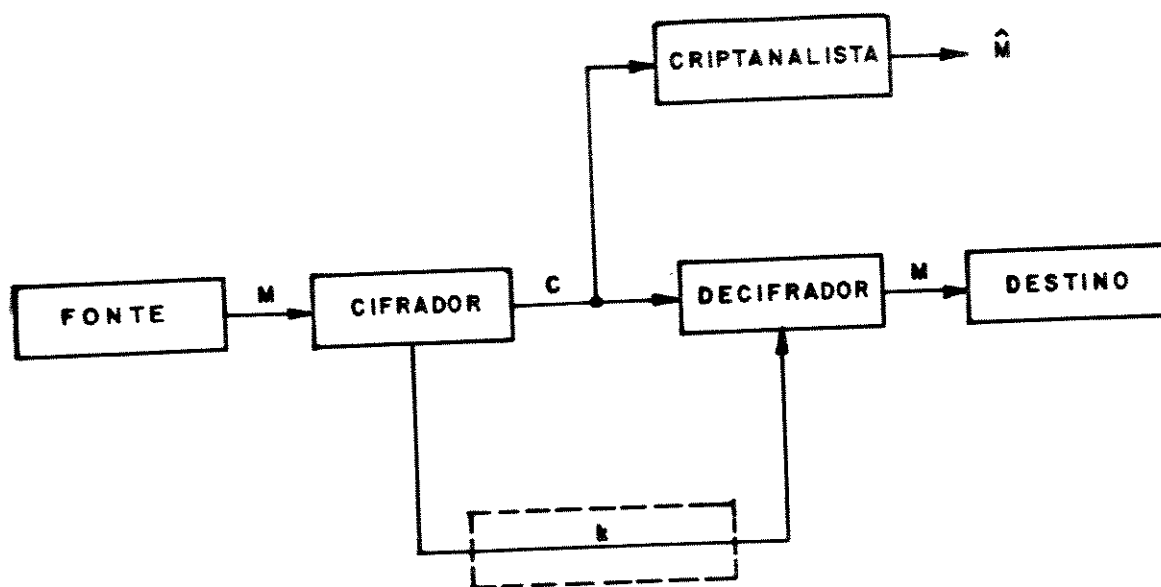 CRIPTANALISTA
M̂
FONTE
M
CIFRADOR
C
DECIFRADOR
M
DESTINO
k